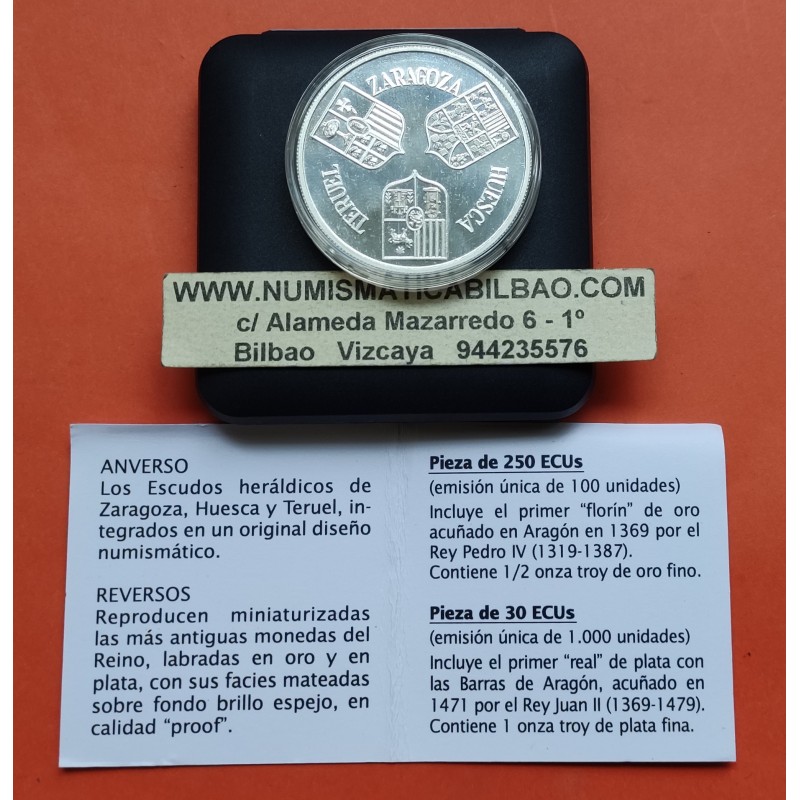 ZARAGOZA
HUESCA
TERUEL
WWW.NUMISMATICABILBAO.COM
c/ Alameda Mazarredo 6 - 1º
Bilbao Vizcaya 944235576
ANVERSO
Los Escudos heráldicos de
Zaragoza, Huesca y Teruel, in-
tegrados en un original diseño
numismático.
REVERSOS
Reproducen miniaturizadas
las más antiguas monedas del
Reino, labradas en oro y en
plata, con sus facies mateadas
sobre fondo brillo espejo, en
calidad "proof".
Pieza de 250 ECUs
(emisión única de 100 unidades)
Incluye el primer "florín" de oro
acuñado en Aragón en 1369 por el
Rey Pedro IV (1319-1387).
Contiene 1/2 onza troy de oro fino.
Pieza de 30 ECUs
(emisión única de 1.000 unidades)
Incluye el primer "real" de plata con
las Barras de Aragón, acuñado en
1471 por el Rey Juan II (1369-1479).
Contiene 1 onza troy de plata fina.